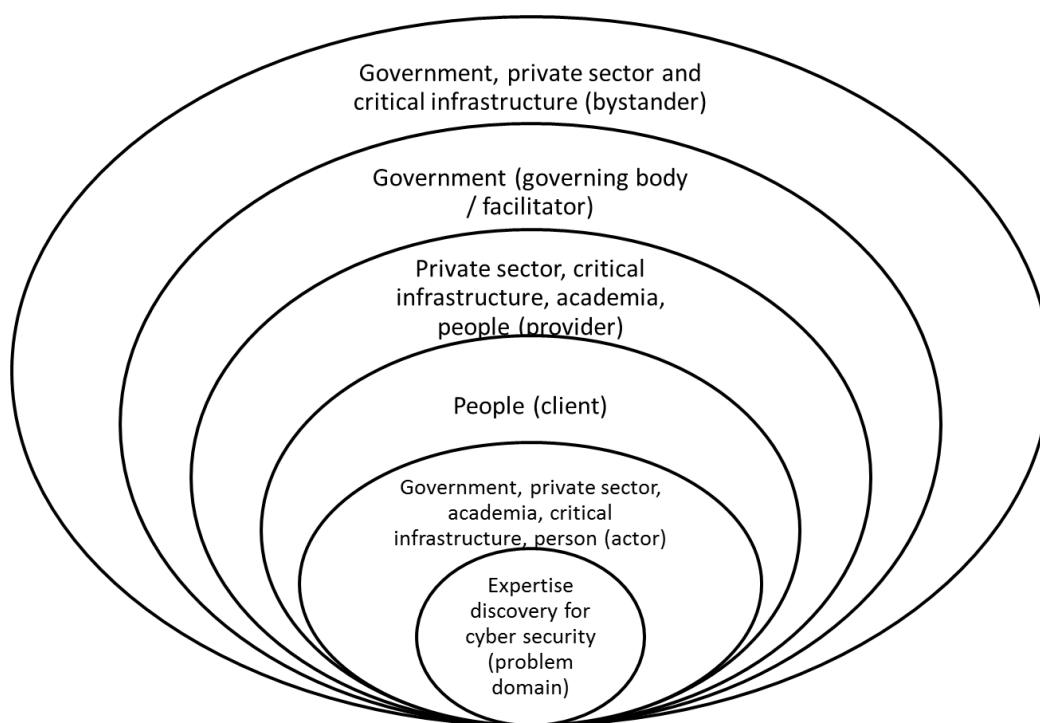 Government, private sector and
critical infrastructure (bystander)
Government (governing body
/ facilitator)
Private sector, critical
infrastructure, academia,
people (provider)
People (client)
Government, private sector,
academia, critical
infrastructure, person (actor)
Expertise
discovery for
cyber security
(problem
domain)